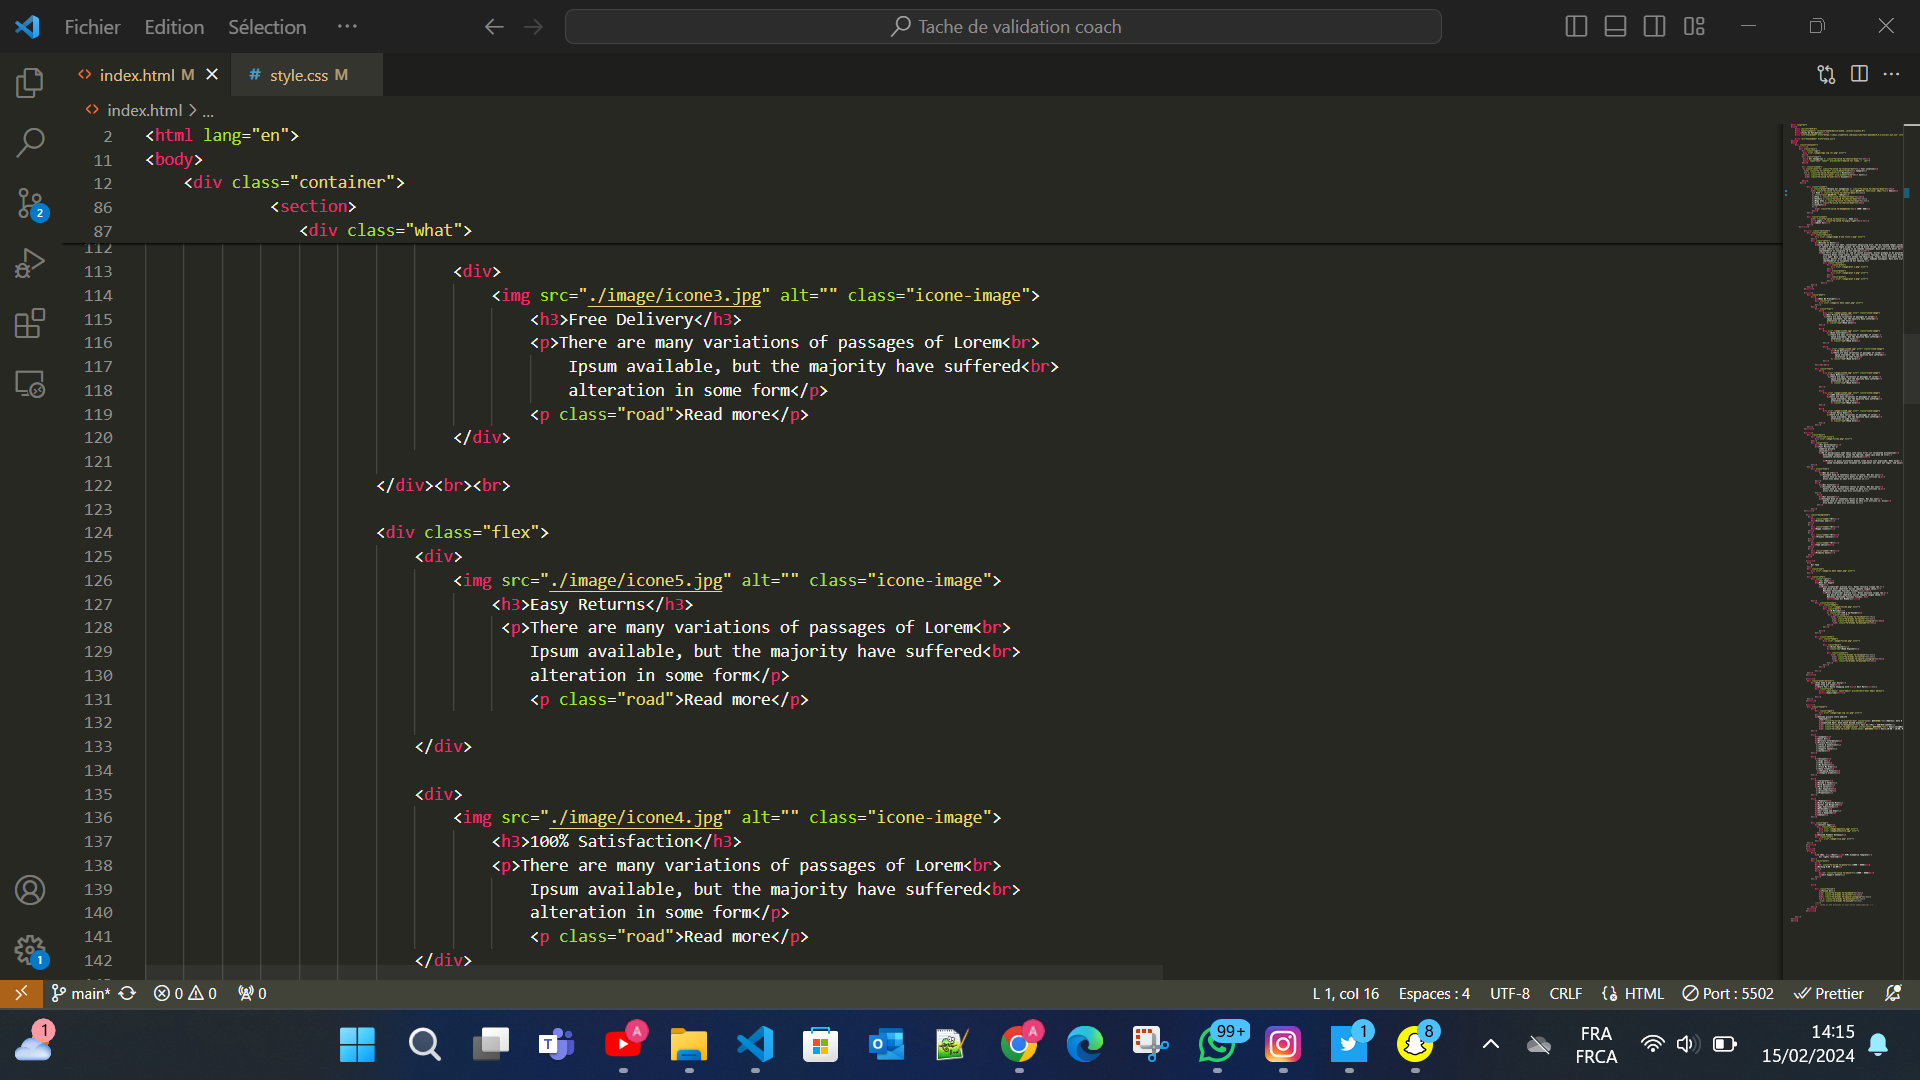 Fichier Edition Sélection ···
Tache de validation coach
index.html M
style.css M
index.html > ...
2 <html lang="en">
11 <body>
12 <div class="container">
86 <section>
87 <div class="what">
112
113 <div>
114 <img src="./image/icone3.jpg" alt="" class="icone-image">
115 <h3>Free Delivery</h3>
116 <p>There are many variations of passages of Lorem<br>
117 Ipsum available, but the majority have suffered<br>
118 alteration in some form</p>
119 <p class="road">Read more</p>
120 </div>
121
122 </div><br><br>
123
124 <div class="flex">
125 <div>
126 <img src="./image/icone5.jpg" alt="" class="icone-image">
127 <h3>Easy Returns</h3>
128 <p>There are many variations of passages of Lorem<br>
129 Ipsum available, but the majority have suffered<br>
130 alteration in some form</p>
131 <p class="road">Read more</p>
132
133 </div>
134
135 <div>
136 <img src="./image/icone4.jpg" alt="" class="icone-image">
137 <h3>100% Satisfaction</h3>
138 <p>There are many variations of passages of Lorem<br>
139 Ipsum available, but the majority have suffered<br>
140 alteration in some form</p>
141 <p class="road">Read more</p>
142 </div>
2
1
main* 0 0 0
L 1, col 16 Espaces : 4 UTF-8 CRLF HTML Port : 5502 Prettier
1
A
A
99+
1
8
FRA
FRCA
14:15
15/02/2024